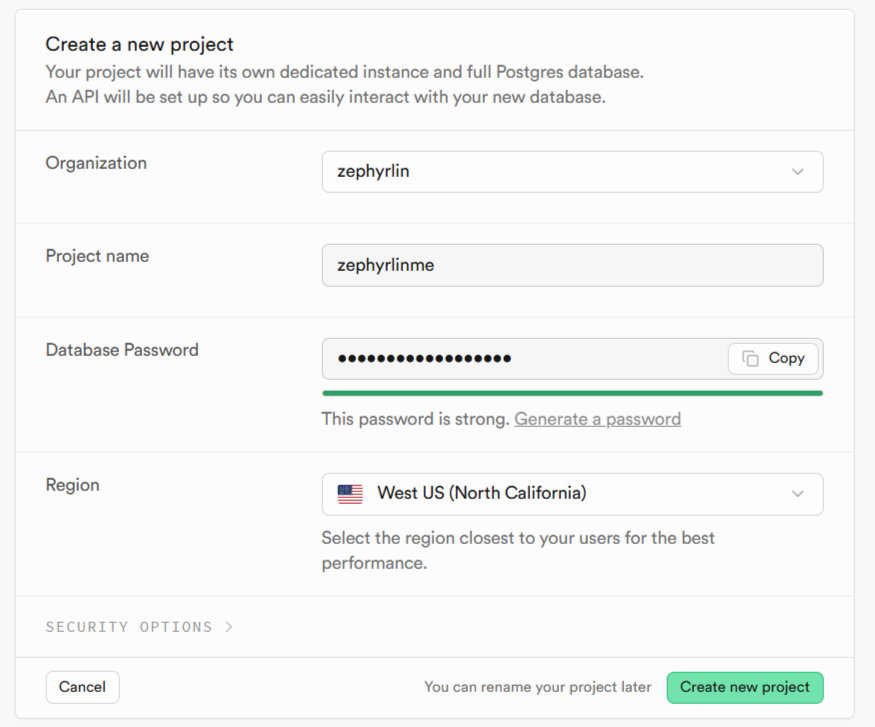 Create a new project
Your project will have its own dedicated instance and full Postgres database.
An API will be set up so you can easily interact with your new database.
Organization
zephyrlin
Project name
zephyrlinme
Database Password
••••••••••••••••••
Copy
This password is strong. Generate a password
Region
West US (North California)
Select the region closest to your users for the best
performance.
SECURITY OPTIONS >
Cancel
You can rename your project later
Create new project